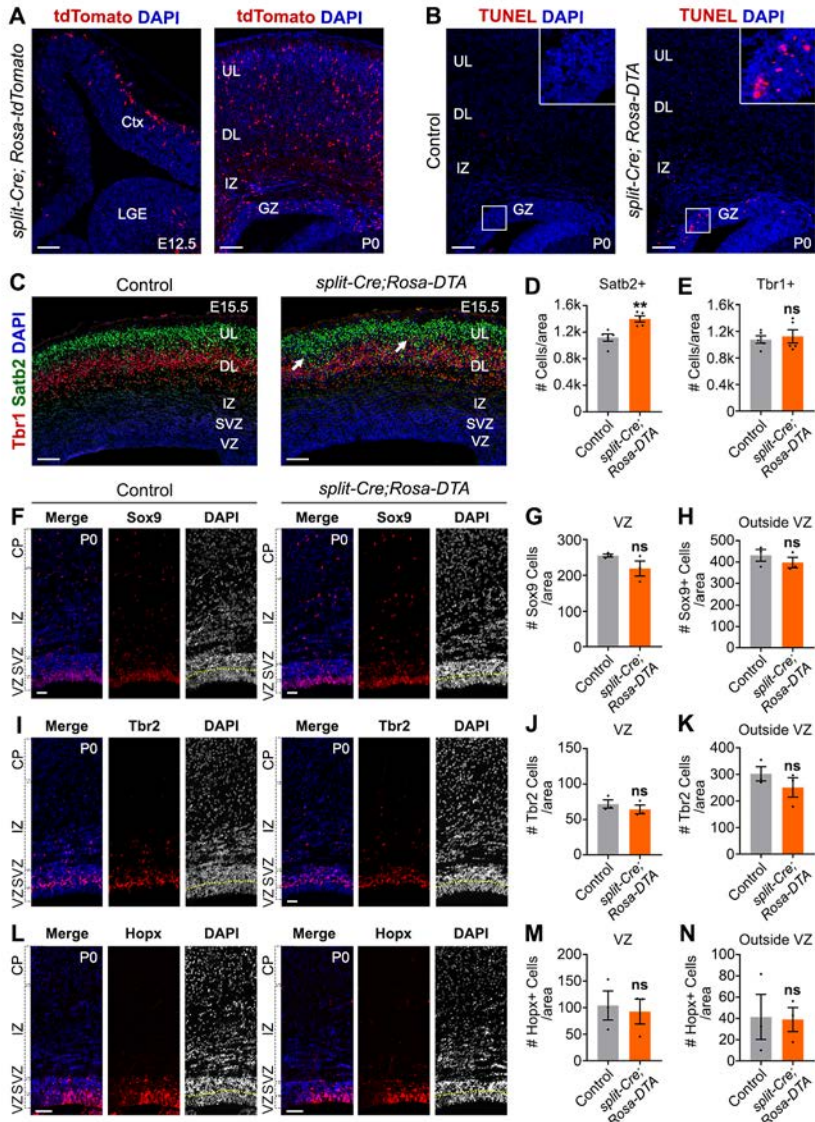 A
tdTomato DAPI
split-Cre; Rosa-tdTomato
Ctx
LGE
E12.5
UL
DL
IZ
GZ
P0
B
TUNEL DAPI
TUNEL DAPI
Control
UL
DL
IZ
GZ
P0
split-Cre; Rosa-DTA
GZ
P0
C
Control
split-Cre;Rosa-DTA
Tbr1 Satb2 DAPI
E15.5
UL
DL
IZ
SVZ
VZ
E15.5
UL
DL
IZ
SVZ
VZ
D
Satb2+
# Cells/area
1.6k
1.2k
0.8k
0.4k
0
**
Control
split-Cre;
Rosa-DTA
E
Tbr1+
# Cells/area
1.6k
1.2k
0.8k
0.4k
0
ns
Control
split-Cre;
Rosa-DTA
Control
split-Cre;Rosa-DTA
F
Merge Sox9 DAPI
Merge Sox9 DAPI
P0
CP
IZ
VZ SVZ
CP
IZ
VZ SVZ
G
VZ
# Sox9 Cells
/area
300
200
100
0
ns
Control
split-Cre;
Rosa-DTA
H
Outside VZ
# Sox9+ Cells
/area
500
400
300
200
100
0
ns
Control
split-Cre;
Rosa-DTA
I
Merge Tbr2 DAPI
Merge Tbr2 DAPI
P0
CP
IZ
VZ SVZ
CP
IZ
VZ SVZ
J
VZ
# Tbr2 Cells
/area
150
100
50
0
ns
Control
split-Cre;
Rosa-DTA
K
Outside VZ
# Tbr2 Cells
/area
400
300
200
100
0
ns
Control
split-Cre;
Rosa-DTA
L
Merge Hopx DAPI
Merge Hopx DAPI
P0
CP
IZ
VZ SVZ
CP
IZ
VZ SVZ
M
VZ
# Hopx+ Cells
/area
200
150
100
50
0
ns
Control
split-Cre;
Rosa-DTA
N
Outside VZ
# Hopx+ Cells
/area
100
80
60
40
20
0
ns
Control
split-Cre;
Rosa-DTA